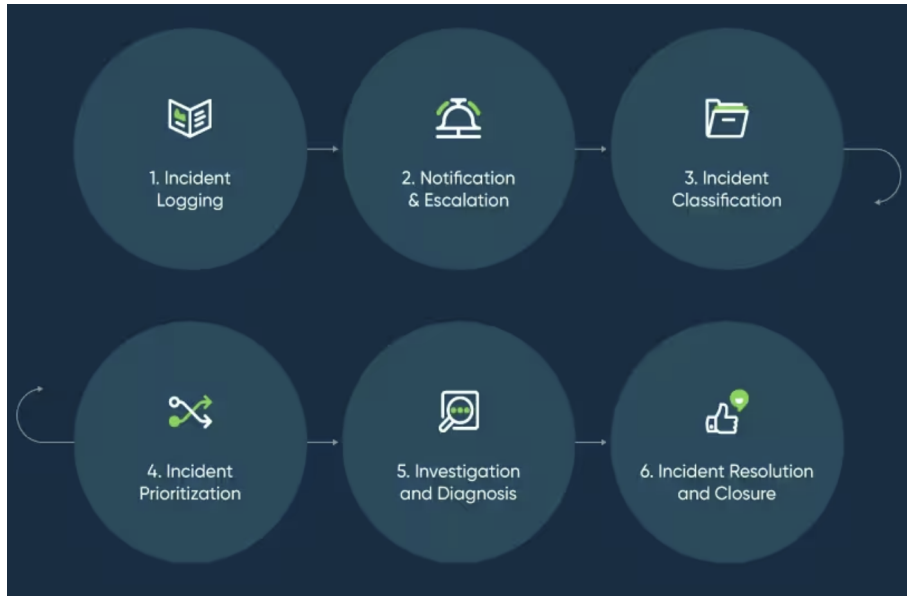 1. Incident
Logging
2. Notification
& Escalation
3. Incident
Classification
4. Incident
Prioritization
5. Investigation
and Diagnosis
6. Incident Resolution
and Closure